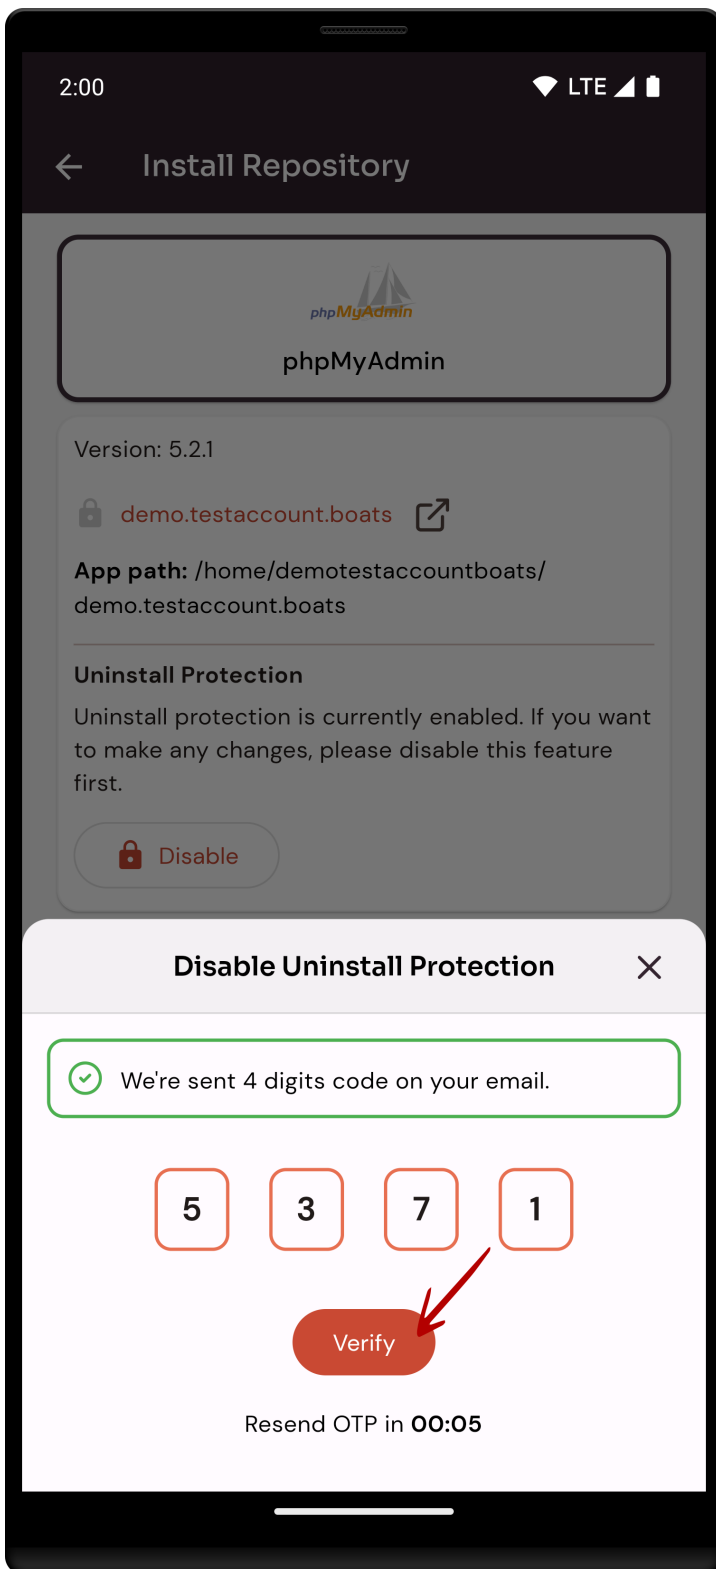 2:00
LTE
Install Repository
phpMyAdmin
phpMyAdmin
Version: 5.2.1
demo.testaccount.boats
App path: /home/demotestaccountboats/
demo.testaccount.boats
Uninstall Protection
Uninstall protection is currently enabled. If you want
to make any changes, please disable this feature
first.
Disable
Disable Uninstall Protection
We're sent 4 digits code on your email.
5 3 7 1
Verify
Resend OTP in 00:05